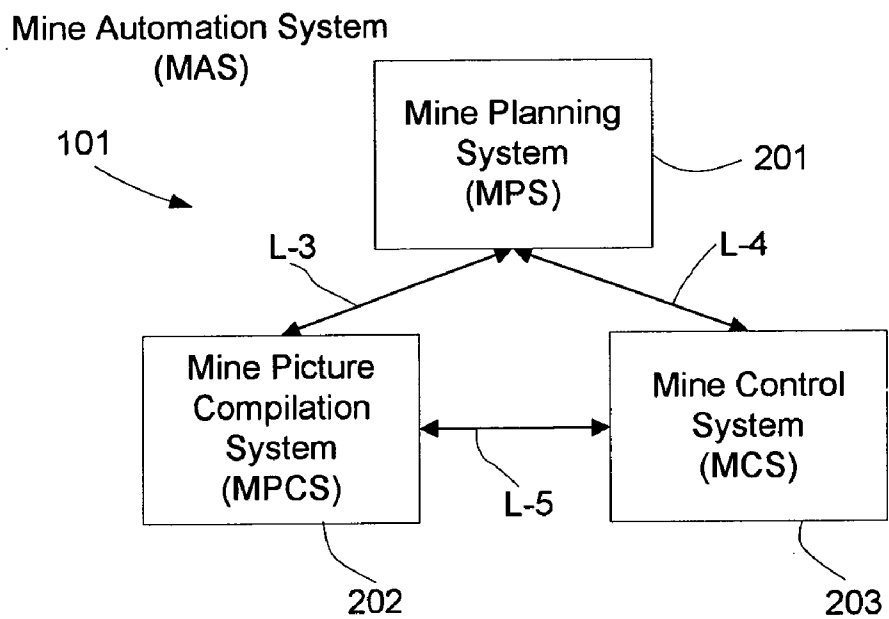 Mine Automation System
(MAS)
101
Mine Planning
System
(MPS)
201
L-3
L-4
Mine Picture
Compilation
System
(MPCS)
Mine Control
System
(MCS)
L-5
202
203